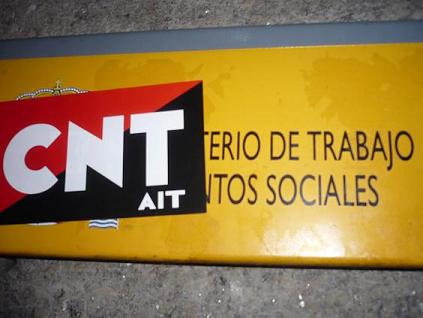 CNT
AIT
TERIO DE TRABAJO
NTOS SOCIALES